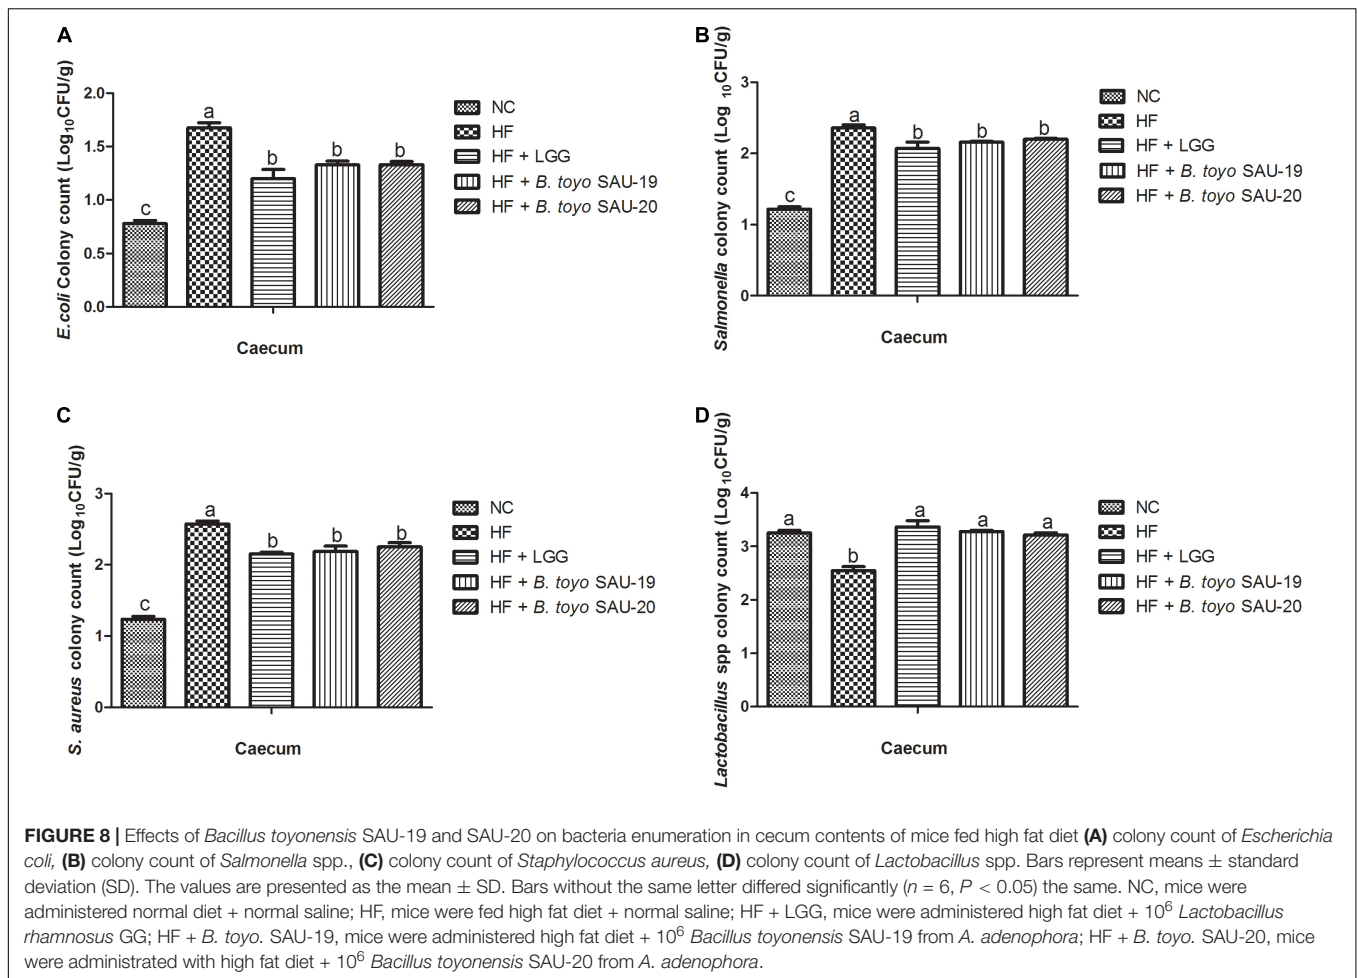 A
E.coli Colony count (Log10CFU/g)
2.0
1.5
1.0
0.5
0.0
c
a
b
b
b
Caecum
NC
HF
HF + LGG
HF + B. toyo SAU-19
HF + B. toyo SAU-20
B
Salmonella colony count (Log 10CFU/g)
3
2
1
0
c
a
b
b
b
Caecum
NC
HF
HF + LGG
HF + B. toyo SAU-19
HF + B. toyo SAU-20
C
S. aureus colony count (Log10CFU/g)
3
2
1
0
c
a
b
b
b
Caecum
NC
HF
HF + LGG
HF + B. toyo SAU-19
HF + B. toyo SAU-20
D
Lactobacillus spp colony count (Log10CFU/g)
4
3
2
1
0
a
b
a
a
a
Caecum
NC
HF
HF + LGG
HF + B. toyo SAU-19
HF + B. toyo SAU-20
FIGURE 8 | Effects of Bacillus toyonensis SAU-19 and SAU-20 on bacteria enumeration in cecum contents of mice fed high fat diet (A) colony count of Escherichia
coli, (B) colony count of Salmonella spp., (C) colony count of Staphylococcus aureus, (D) colony count of Lactobacill spp. Bars represent means ± standard
deviation (SD). The values are presented as the mean ± SD. Bars without the same letter differed significantly (n = 6, P < 0.05) the same. NC, mice were
administered normal diet + normal saline; HF, mice were fed high fat diet + normal saline; HF + LGG, mice were administered high fat diet + 10⁶ Lactobacillus
rhamnosus GG; HF + B. toyo. SAU-19, mice were administered high fat diet + 10⁶ Bacillus toyonensis SAU-19 from A. adenophora; HF + B. toyo. SAU-20, mice
were administrated with high fat diet + 10⁶ Bacillus toyonensis SAU-20 from A. adenophora.